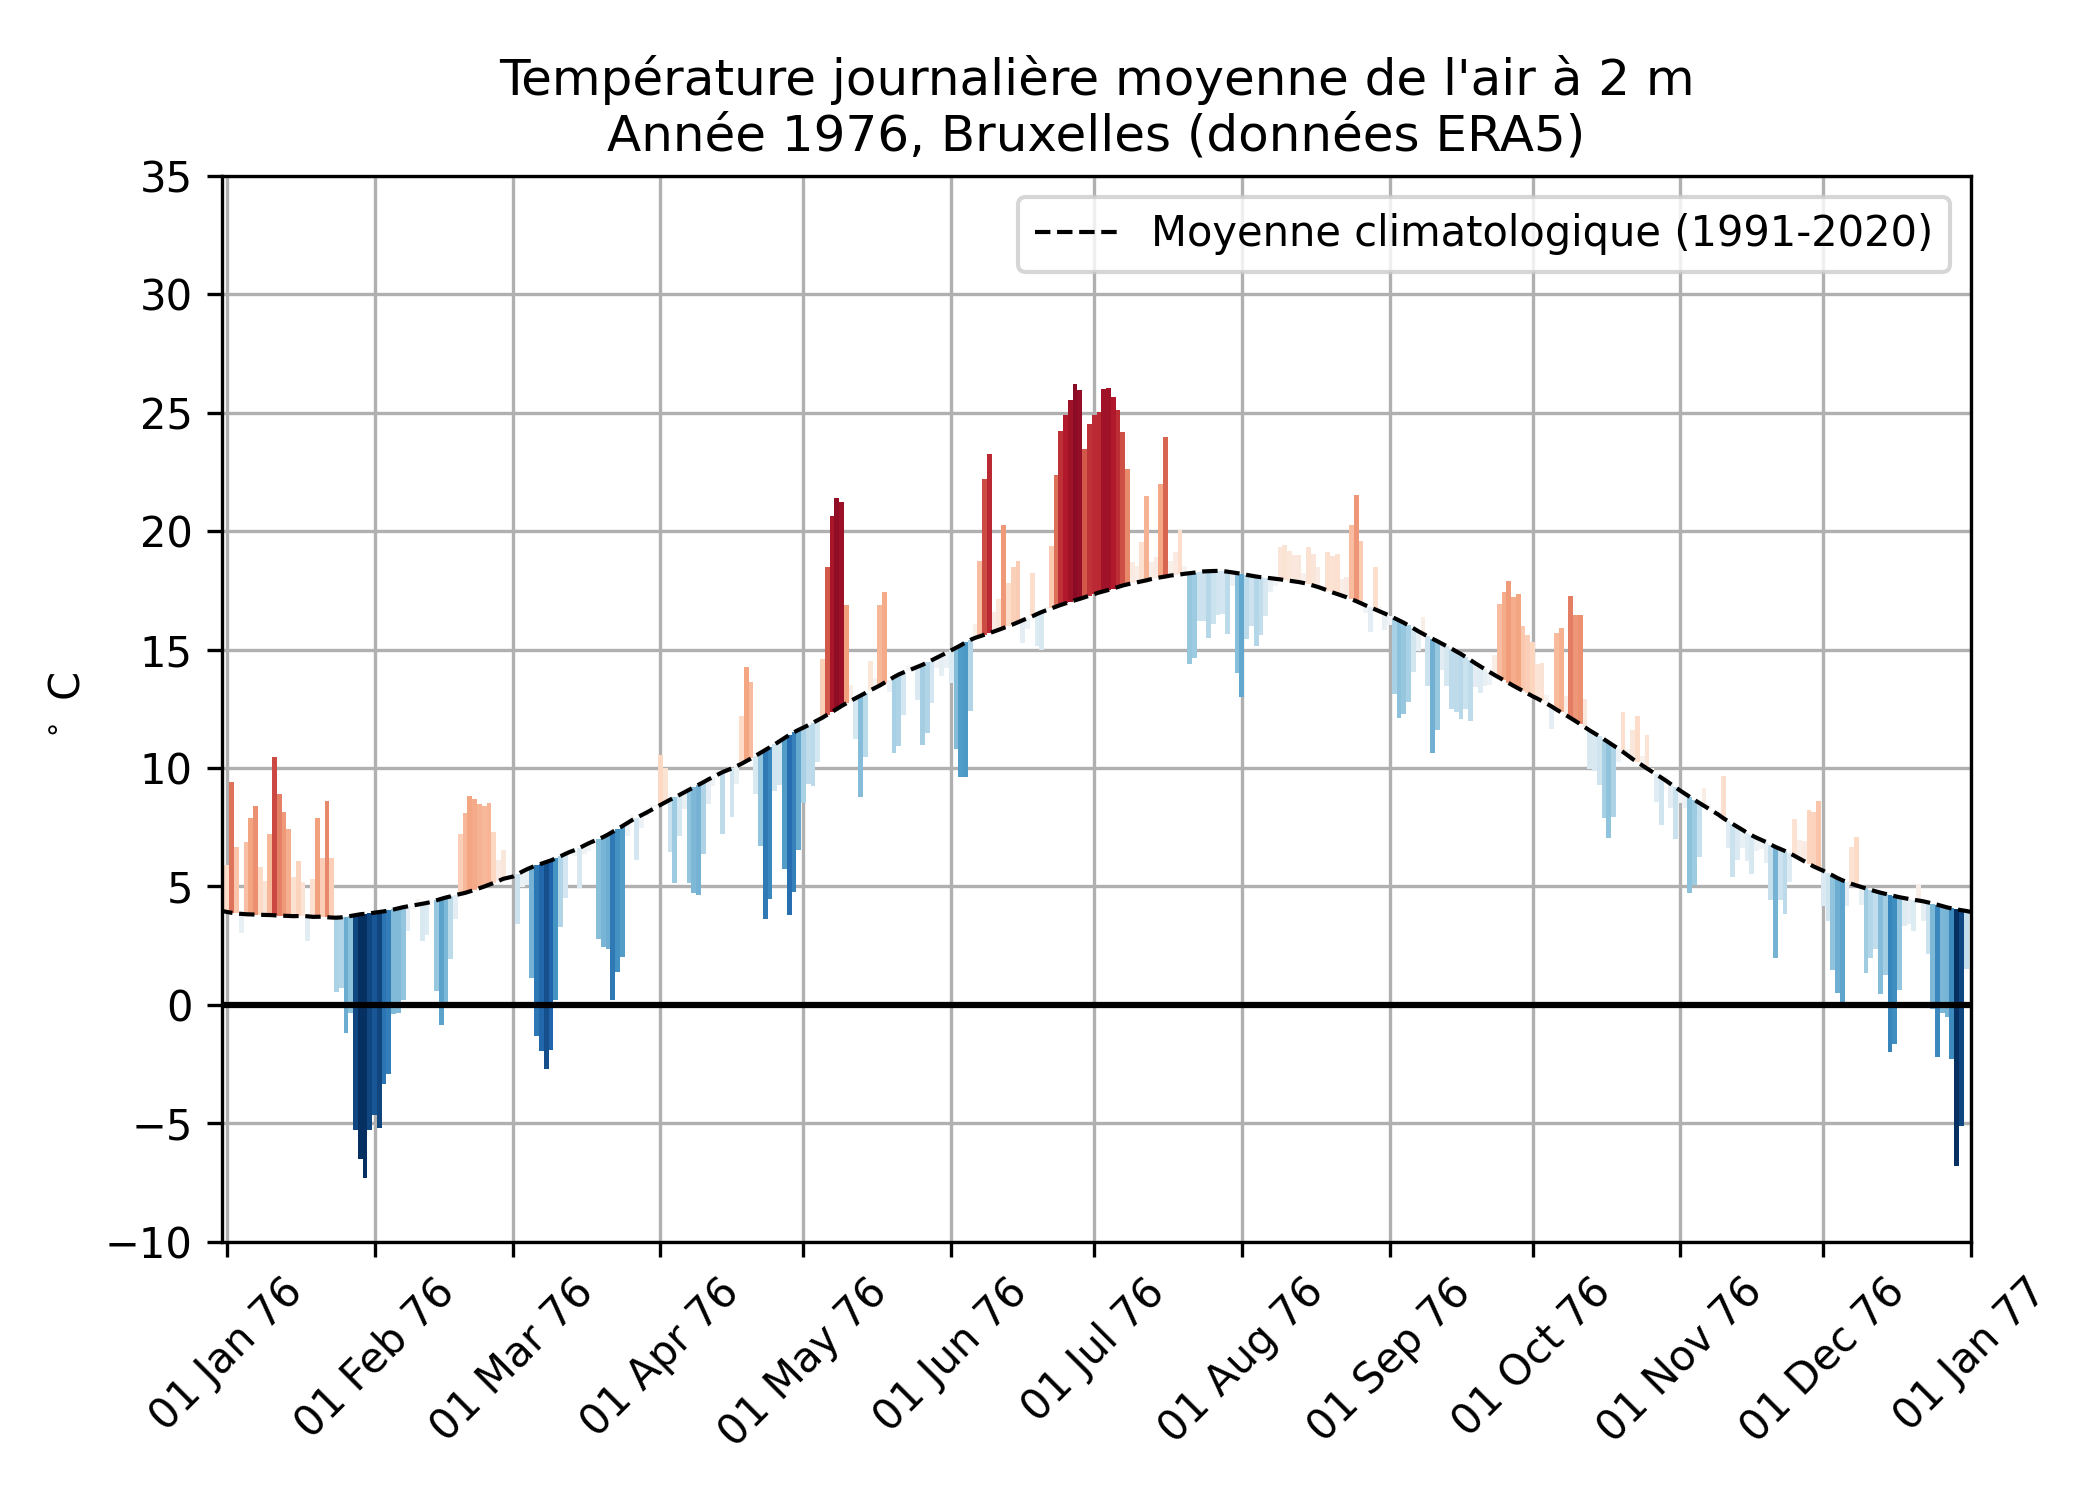 Température journalière moyenne de l'air à 2 m
Année 1976, Bruxelles (données ERA5)
Moyenne climatologique (1991-2020)
35
30
25
20
15
10
5
0
−5
−10
° C
01 Jan 76
01 Feb 76
01 Mar 76
01 Apr 76
01 May 76
01 Jun 76
01 Jul 76
01 Aug 76
01 Sep 76
01 Oct 76
01 Nov 76
01 Dec 76
01 Jan 77